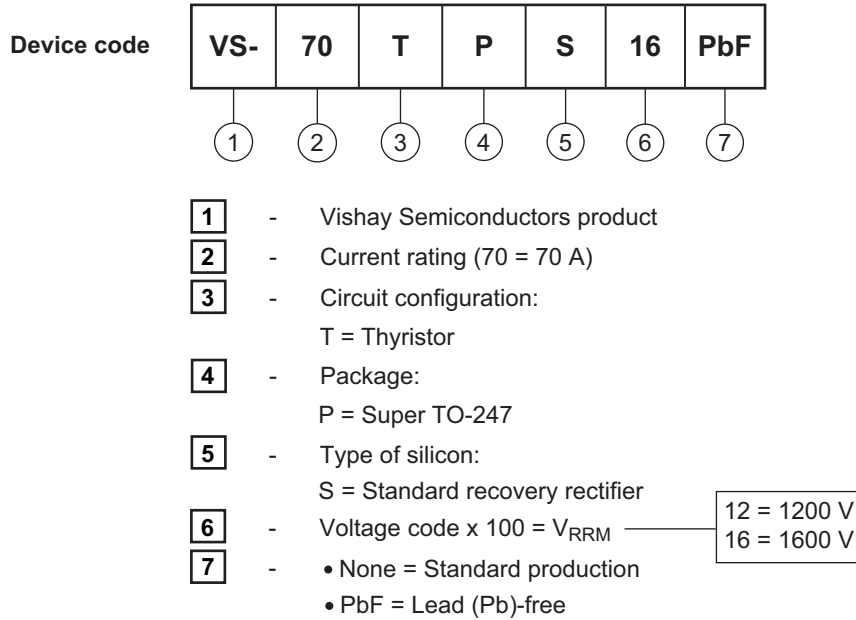 Device code VS- 70 T P S 16 PbF
1 2 3 4 5 6 7
1 - Vishay Semiconductors product
2 - Current rating (70 = 70 A)
3 - Circuit configuration:
T = Thyristor
4 - Package:
P = Super TO-247
5 - Type of silicon:
S = Standard recovery rectifier
6 - Voltage code x 100 = VRRM
12 = 1200 V
16 = 1600 V
7 - • None = Standard production
• PbF = Lead (Pb)-free